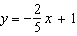 y = −2/5 x + 1